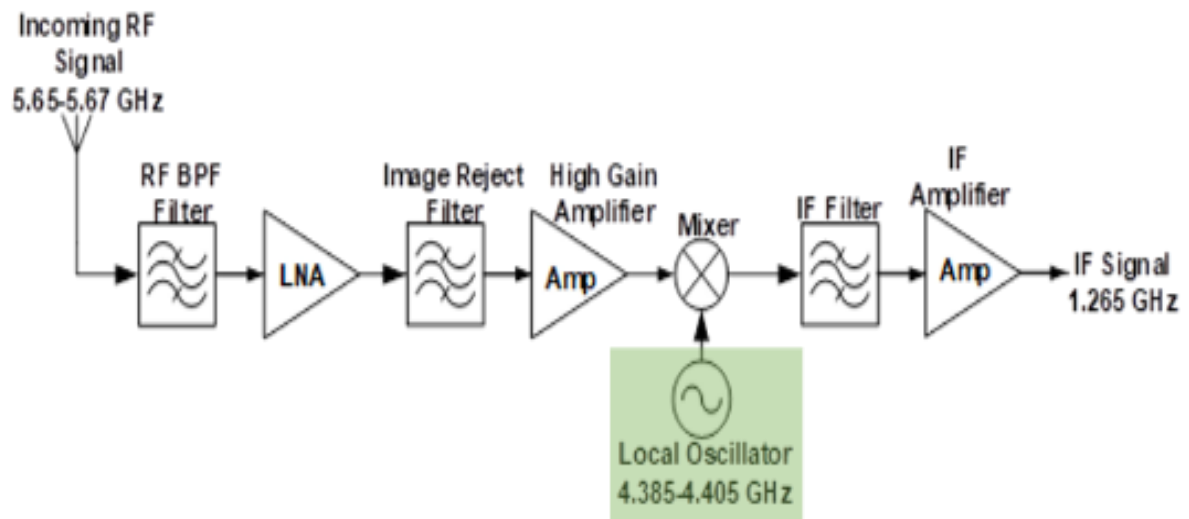 Incoming RF
Signal
5.65-5.67 GHz
RF BPF
Filter
LNA
Image Reject
Filter
High Gain
Amplifier
Amp
Mixer
IF Filter
IF
Amplifier
Amp
IF Signal
1.265 GHz
Local Oscillator
4.385-4.405 GHz